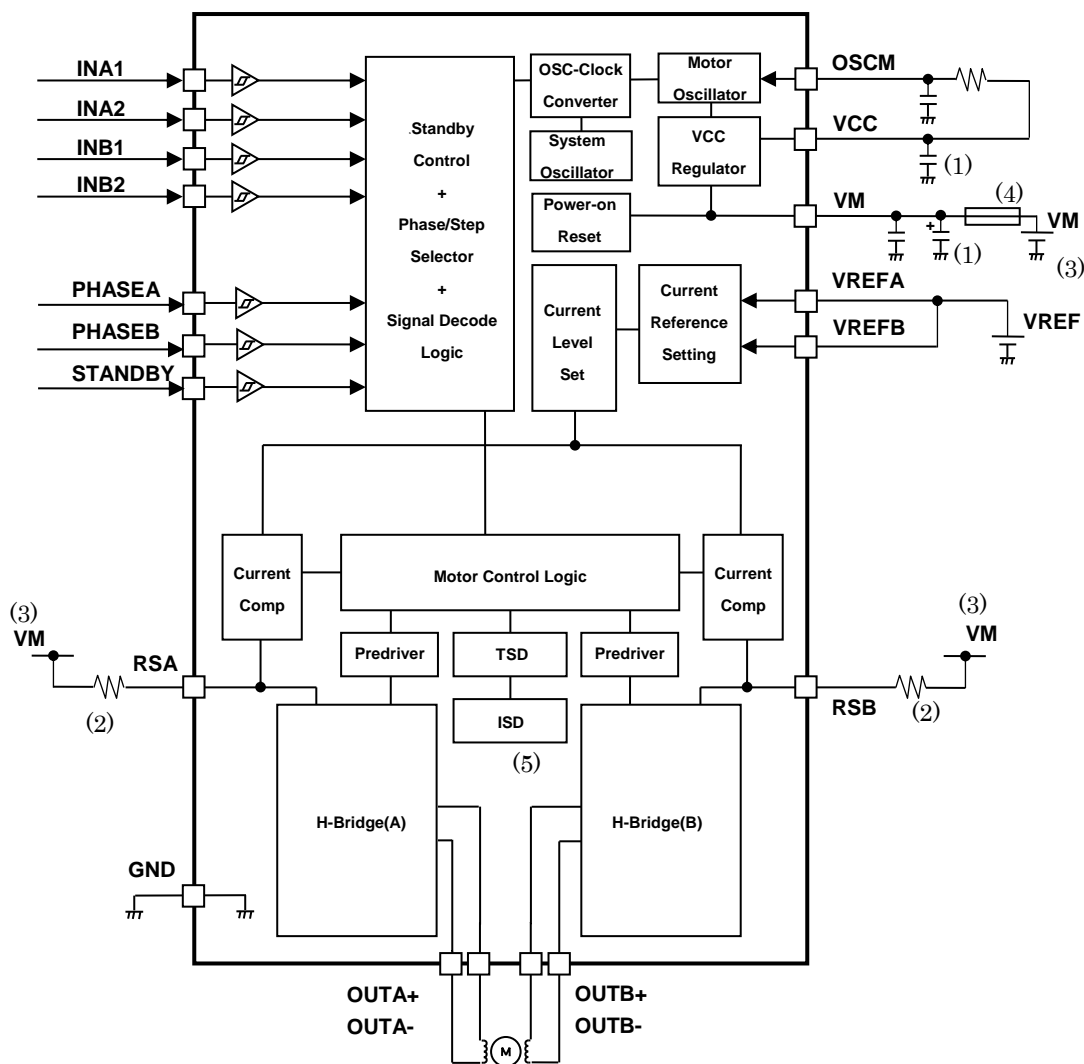 INA1
INA2
INB1
INB2
PHASEA
PHASEB
STANDBY
.Standby
Control
+
Phase/Step
Selector
+
Signal Decode
Logic
OSC-Clock
Converter
System
Oscillator
Motor
Oscillator
VCC
Regulator
Power-on
Reset
Current
Level
Set
Current
Reference
Setting
OSCM
VCC
(1)
VM
+
(1)
(4)
VM
(3)
VREFA
VREFB
VREF
Current
Comp
Motor Control Logic
Current
Comp
Predriver
TSD
Predriver
ISD
(5)
(3)
VM
RSA
(2)
(3)
VM
RSB
(2)
H-Bridge(A)
H-Bridge(B)
GND
OUTA+
OUTA-
M
OUTB+
OUTB-